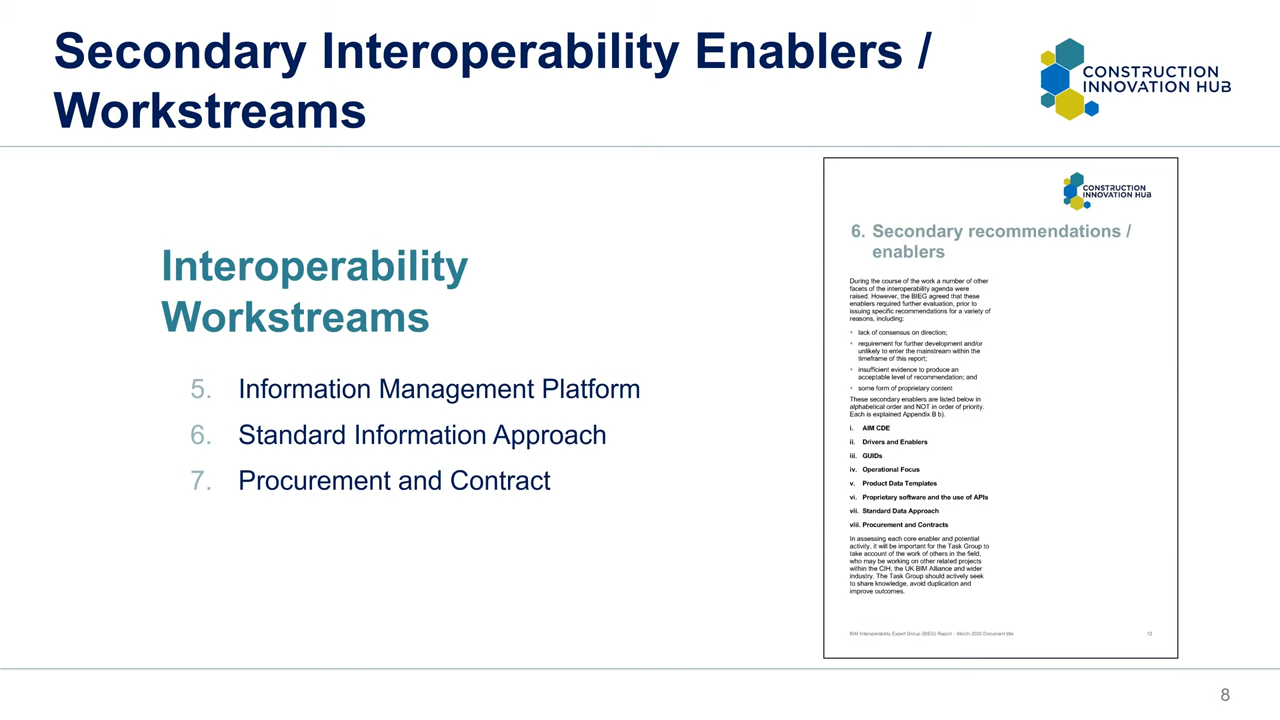 Secondary Interoperability Enablers /
Workstreams
CONSTRUCTION
INNOVATION HUB
Interoperability
Workstreams
5. Information Management Platform
6. Standard Information Approach
7. Procurement and Contract
CONSTRUCTION
INNOVATION HUB
6. Secondary recommendations /
enablers
During the course of the work a number of other
facets of the interoperability agenda were
raised. However, the BIEG agreed that these
enablers required further evaluation, prior to
issuing specific recommendations for a variety of
reasons, including:
• lack of consensus on direction;
• requirement for further development and/or
unlikely to enter the mainstream within the
timeframe of this report;
• insufficient evidence to produce an
acceptable level of recommendation; and
• some form of proprietary content
These secondary enablers are listed below in
alphabetical order and NOT in order of priority.
Each is explained Appendix B b).
i. AIM CDE
ii. Drivers and Enablers
iii. GUIDs
iv. Operational Focus
v. Product Data Templates
vi. Proprietary software and the use of APIs
vii. Standard Data Approach
viii. Procurement and Contracts
In assessing each core enabler and potential
activity, it will be important for the Task Group to
take account of the work of others in the field,
who may be working on other related projects
within the CIH, the UK BIM Alliance and wider
industry. The Task Group should actively seek
to share knowledge, avoid duplication and
improve outcomes.
BIM Interoperability Expert Group (BIEG) Report - March 2020 Document title 12
8